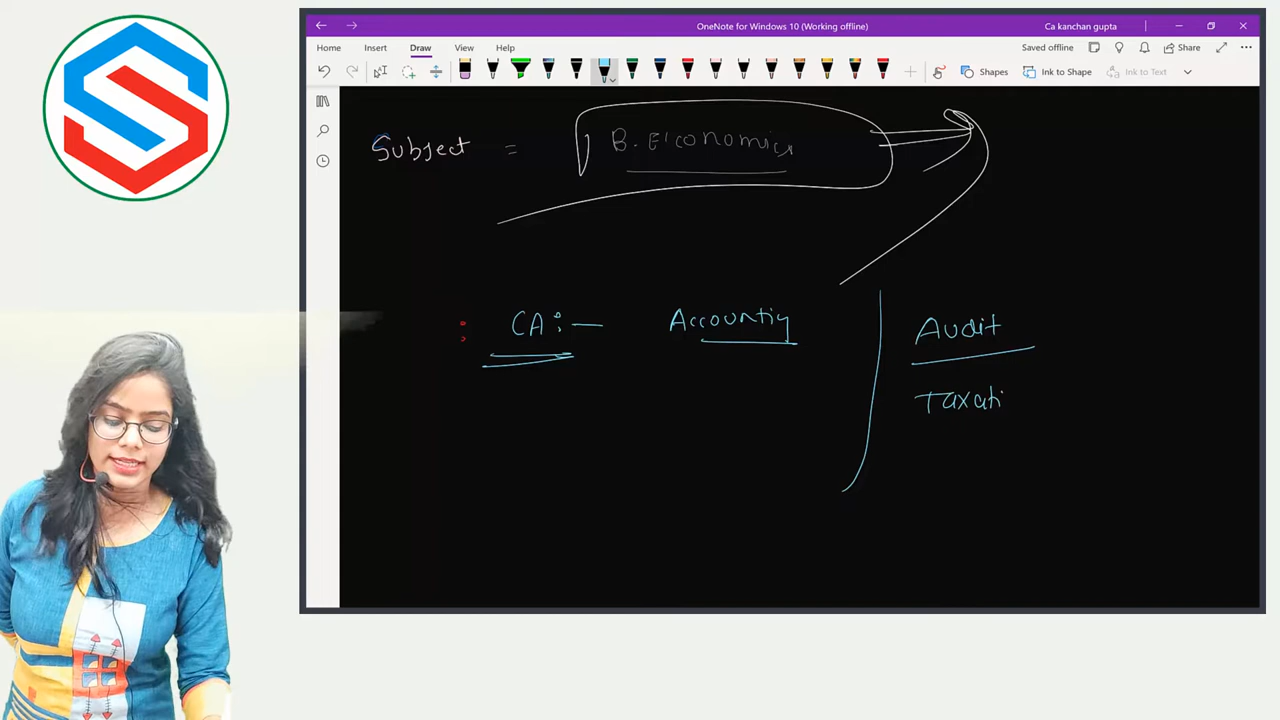 OneNote for Windows 10 (Working offline)
Ca kanchan gupta
Home Insert Draw View Help
Saved offline
Share
Shapes
Ink to Shape
Ink to Text
Subject = B. Economics
CA :— Accounting
Audit
Taxati